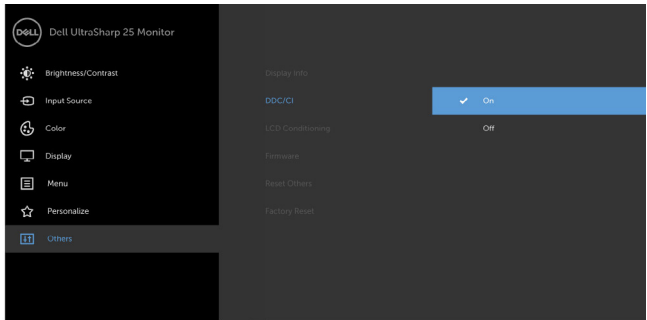 DELL Dell UltraSharp 25 Monitor
Brightness/Contrast
Input Source
Color
Display
Menu
Personalize
Others
Display Info
DDC/CI
LCD Conditioning
Firmware
Reset Others
Factory Reset
On
Off